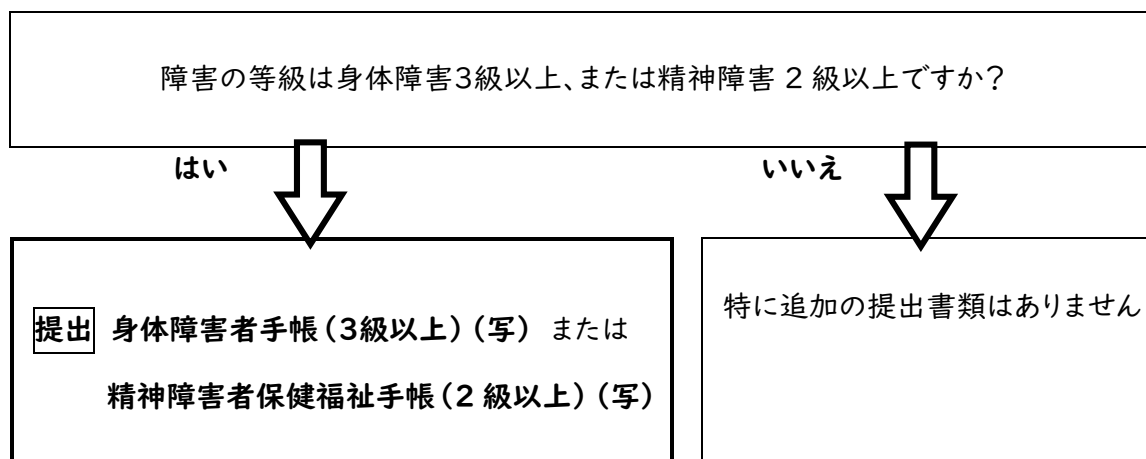 障害の等級は身体障害3級以上、または精神障害 2 級以上ですか?
はい
いいえ
提出 身体障害者手帳(3級以上)(写) または
精神障害者保健福祉手帳(2 級以上)(写)
特に追加の提出書類はありません